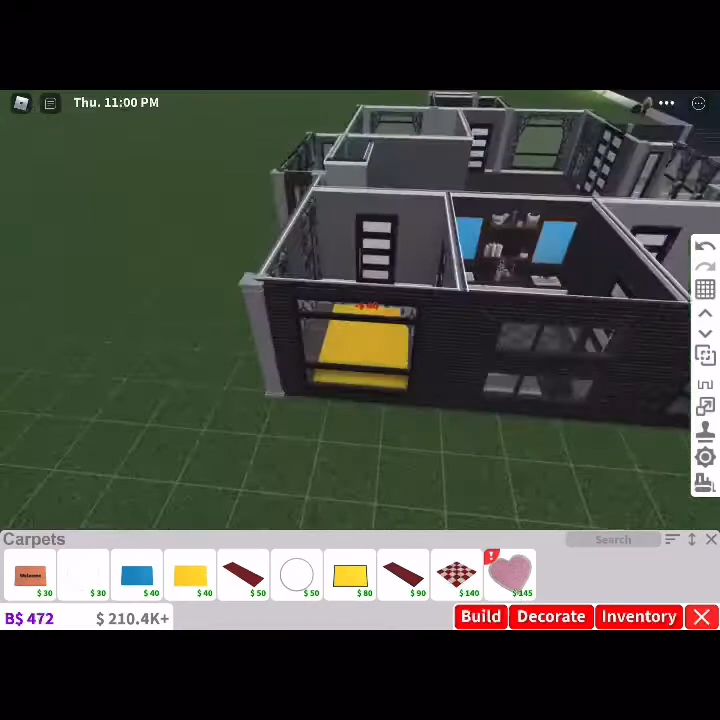 Thu. 11:00 PM
Carpets
Search
Welcome
$ 30
$ 30
$ 40
$ 40
$ 50
$ 50
$ 80
$ 90
$ 140
$ 145
B$ 472
$ 210.4K+
Build
Decorate
Inventory